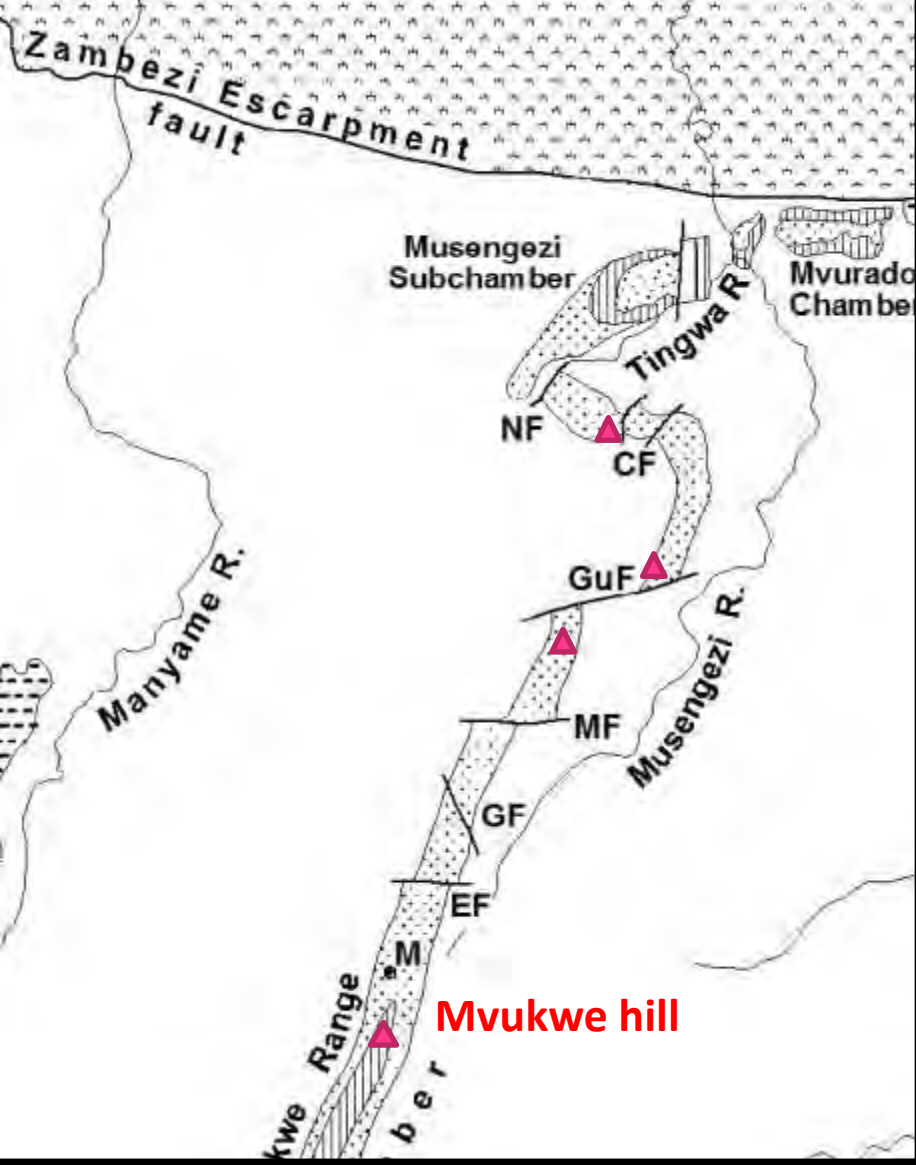 Zambezi Escarpment
fault
Musengezi
Subchamber
Mvurado
Chamber
Tingwa R
NF
CF
GuF
Manyame R.
Musengezi R.
MF
GF
EF
M
Mvukwe hill
kwe Range
ber